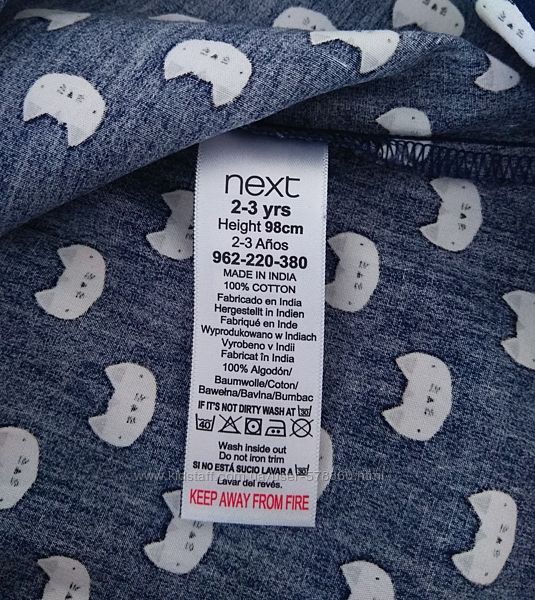 next
2-3 yrs
Height 98cm
2-3 Años
962-220-380
MADE IN INDIA
100% COTTON
Fabricado en India
Hergestellt in Indien
Fabriqué en Inde
Wyprodukowano w Indiach
Vyrobeno v Indii
Fabricat în India
100% Algodón/
Baumwolle/Coton/
Bawełna/Bavlna/Bumbac
IF IT'S NOT DIRTY WASH AT 30
40
Wash inside out
Do not iron trim
SI NO ESTÁ SUCIO LAVAR A 30
Lavar del revés.
KEEP AWAY FROM FIRE